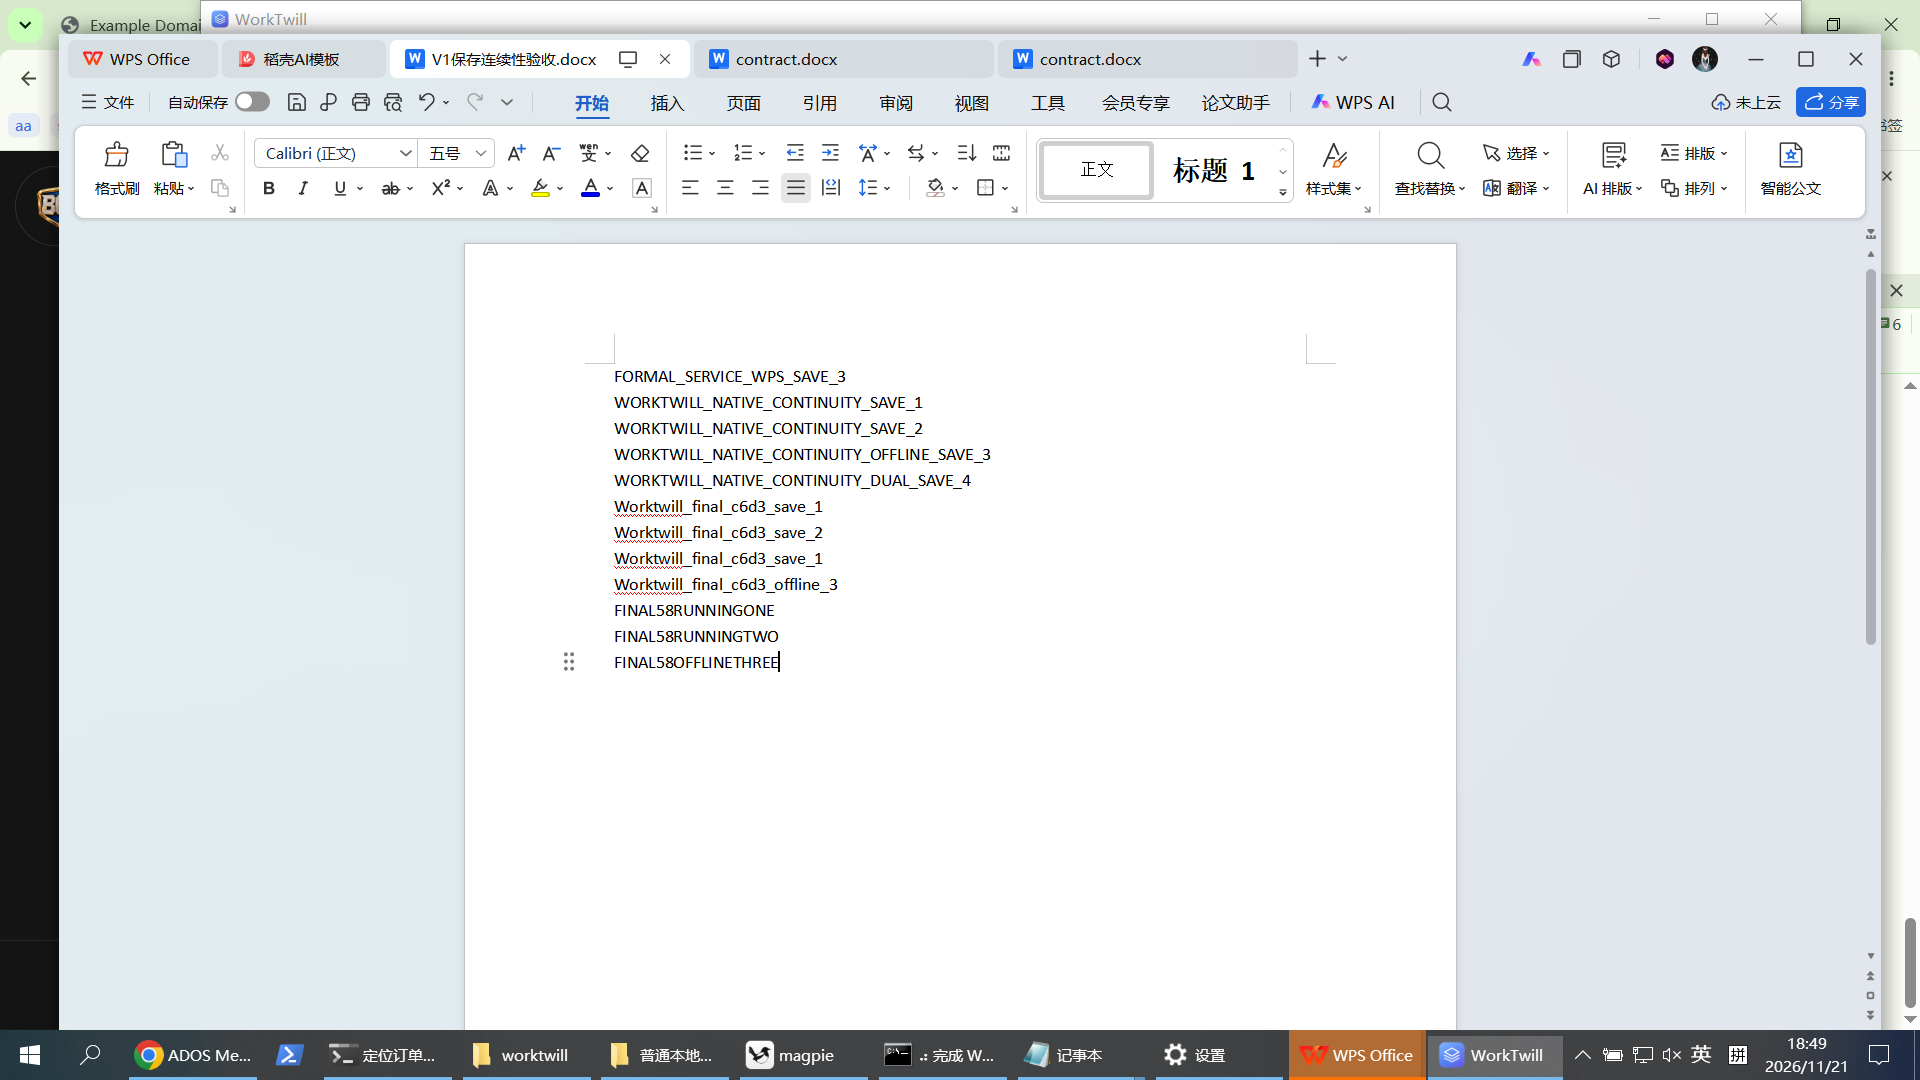 Example Domai
WorkTwill
WPS Office
稻壳AI模板
V1保存连续性验收.docx
contract.docx
contract.docx
文件
自动保存
开始
插入
页面
引用
审阅
视图
工具
会员专享
论文助手
WPS AI
未上云
分享
aa
书签
格式刷
粘贴
Calibri (正文)
五号
正文
标题 1
样式集
查找替换
选择
翻译
AI 排版
排版
排列
智能公文
6
FORMAL_SERVICE_WPS_SAVE_3
WORKTWILL_NATIVE_CONTINUITY_SAVE_1
WORKTWILL_NATIVE_CONTINUITY_SAVE_2
WORKTWILL_NATIVE_CONTINUITY_OFFLINE_SAVE_3
WORKTWILL_NATIVE_CONTINUITY_DUAL_SAVE_4
Worktwill_final_c6d3_save_1
Worktwill_final_c6d3_save_2
Worktwill_final_c6d3_save_1
Worktwill_final_c6d3_offline_3
FINAL58RUNNINGONE
FINAL58RUNNINGTWO
FINAL58OFFLINETHREE
ADOS Me...
定位订单...
worktwill
普通本地...
magpie
.: 完成 W...
记事本
设置
WPS Office
WorkTwill
英
拼
18:49
2026/11/21